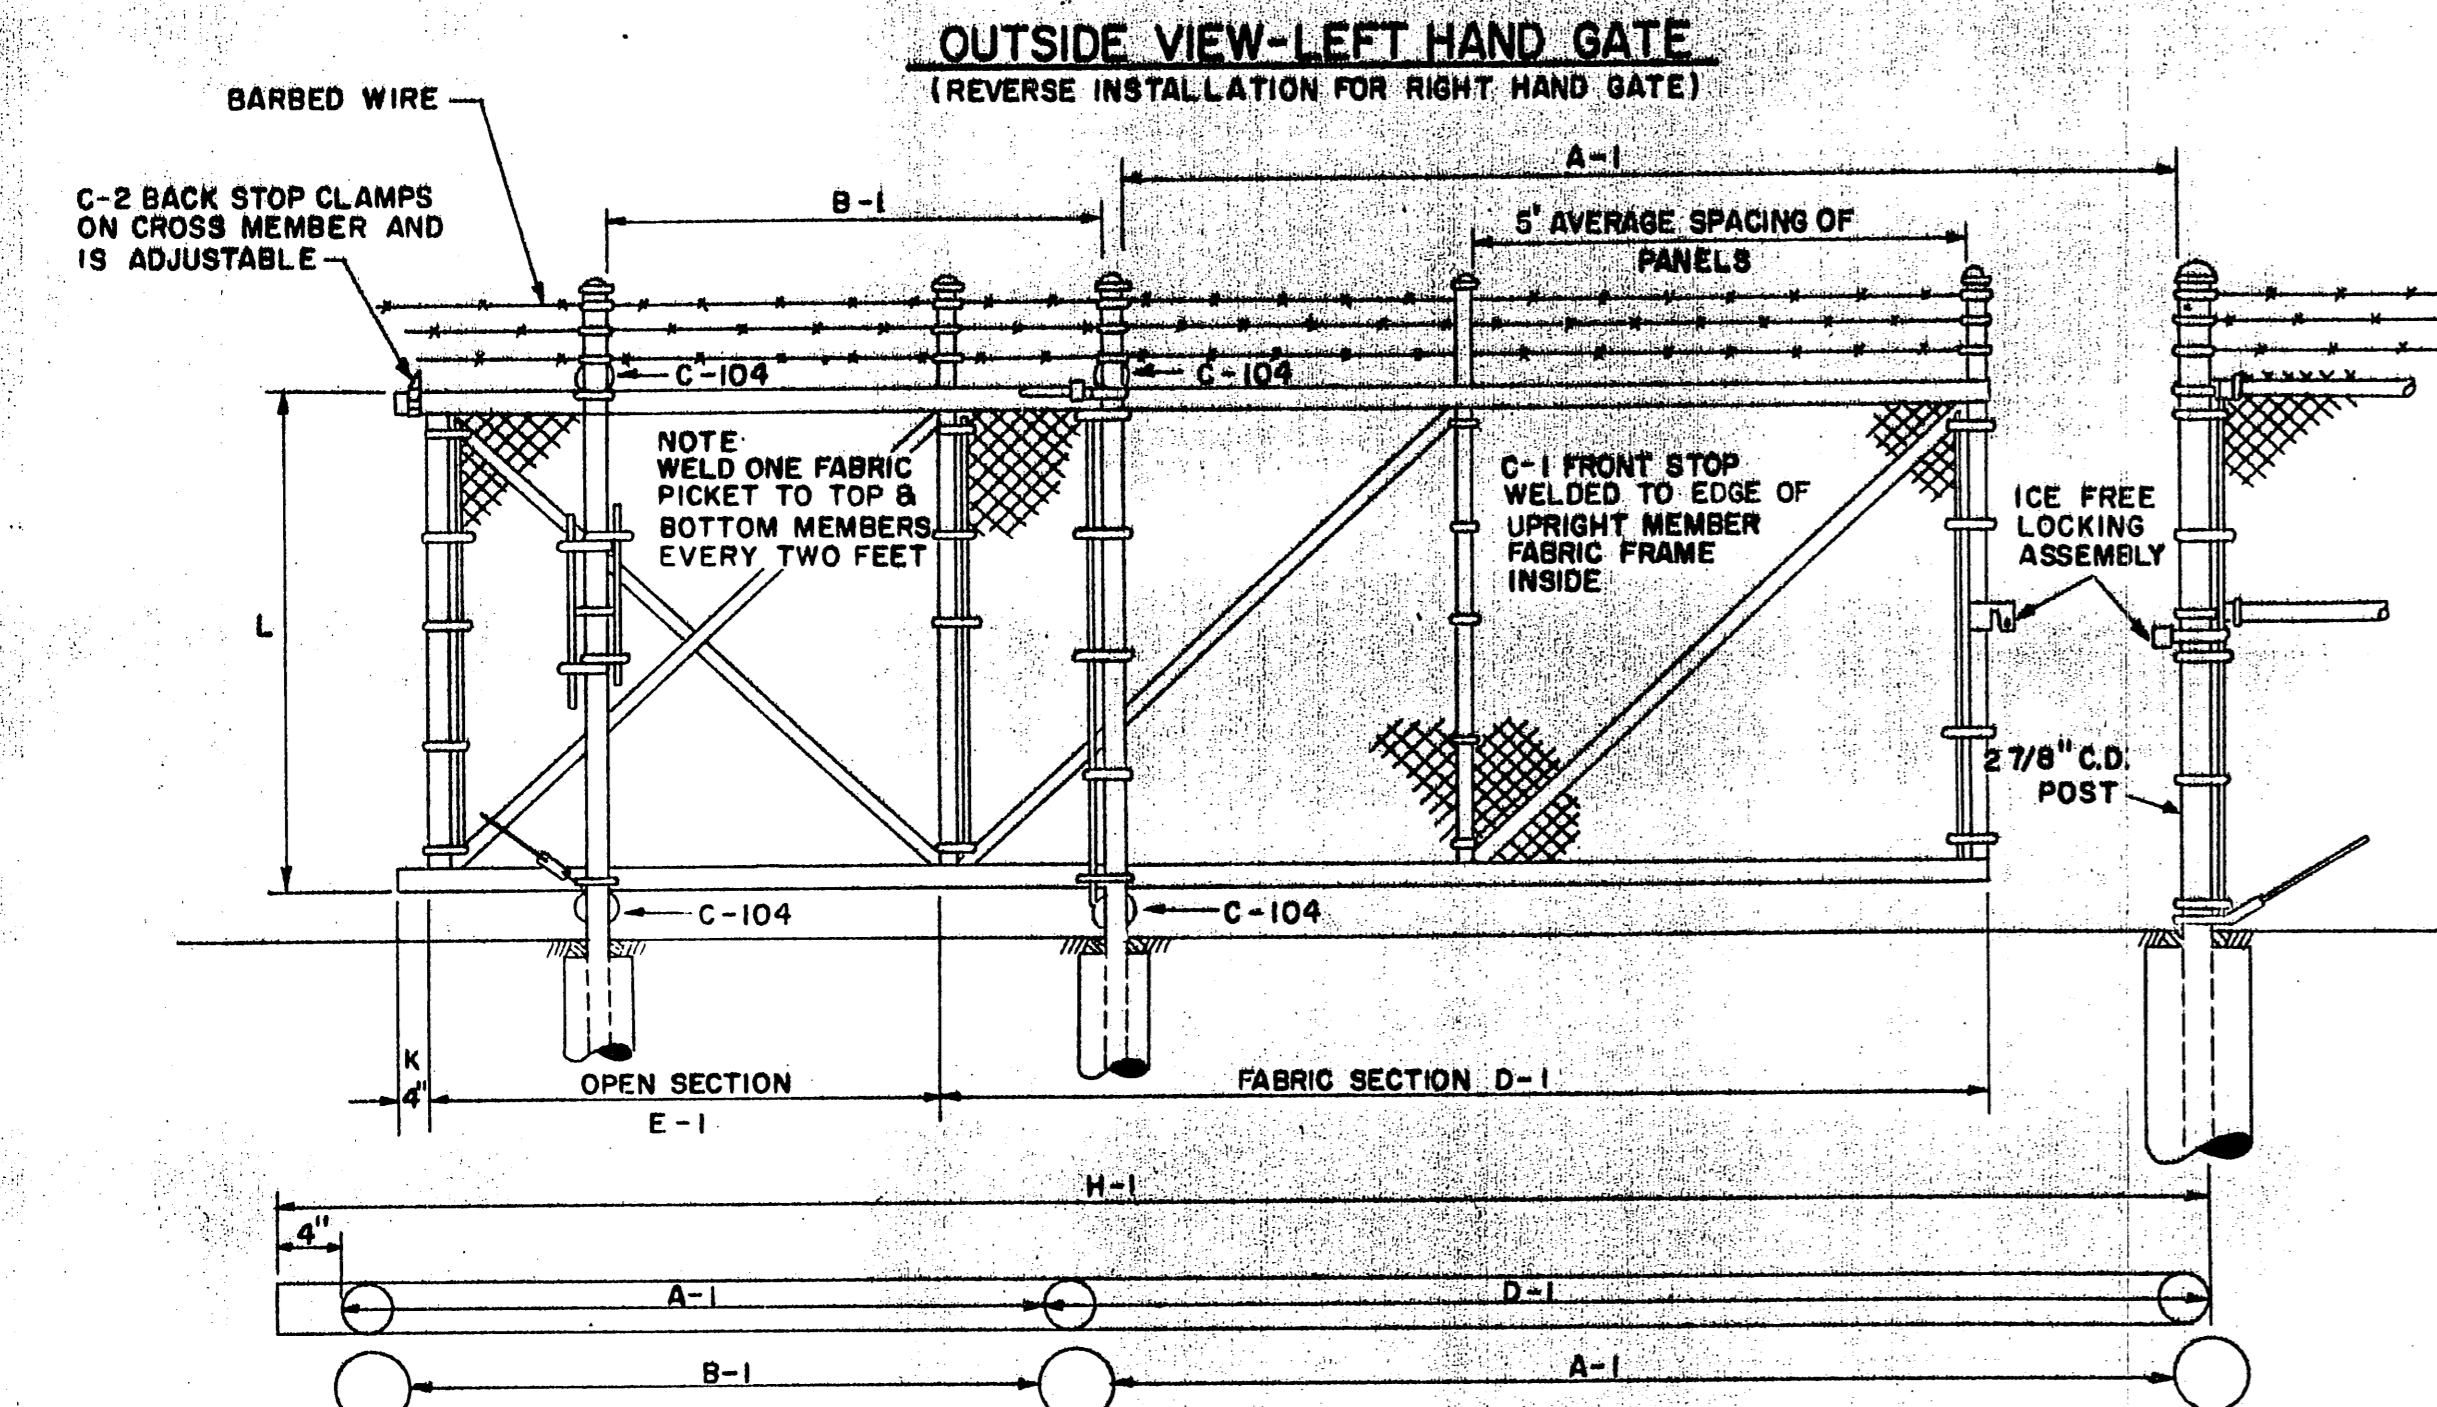 OUTSIDE VIEW-LEFT HAND GATE
(REVERSE INSTALLATION FOR RIGHT HAND GATE)
BARBED WIRE
A-1
C-2 BACK STOP CLAMPS
ON CROSS MEMBER AND
IS ADJUSTABLE
B-1
5' AVERAGE SPACING OF
PANELS
C-104
C-104
NOTE
WELD ONE FABRIC
PICKET TO TOP &
BOTTOM MEMBERS
EVERY TWO FEET
C-1 FRONT STOP
WELDED TO EDGE OF
UPRIGHT MEMBER
FABRIC FRAME
INSIDE
ICE FREE
LOCKING
ASSEMBLY
L
2 7/8" C.D.
POST
C-104
C-104
K
4"
OPEN SECTION
E-1
FABRIC SECTION D-1
H-1
4"
A-1
D-1
B-1
A-1